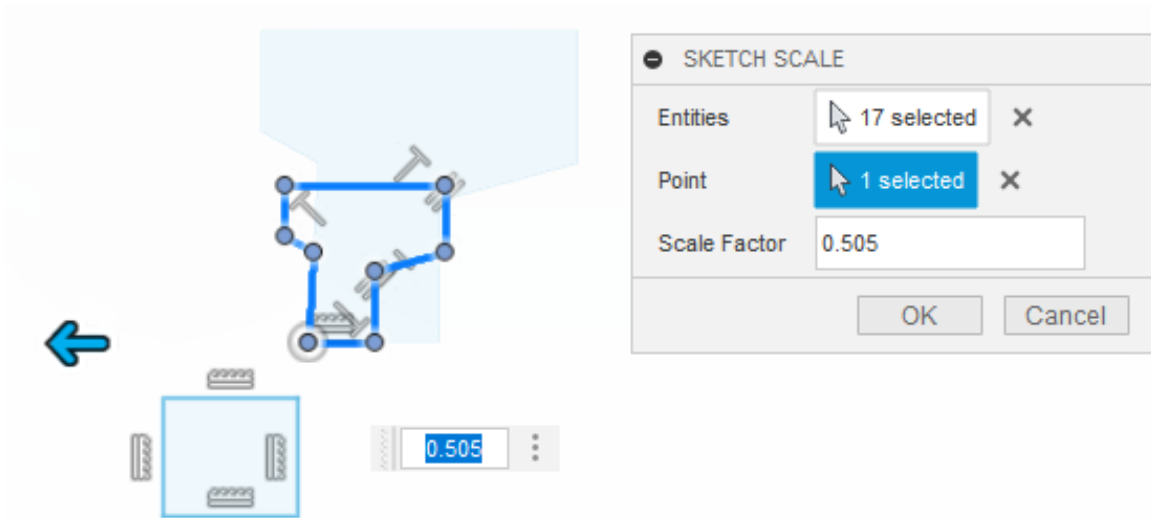 SKETCH SCALE
Entities 17 selected
Point 1 selected
Scale Factor 0.505
OK Cancel
0.505